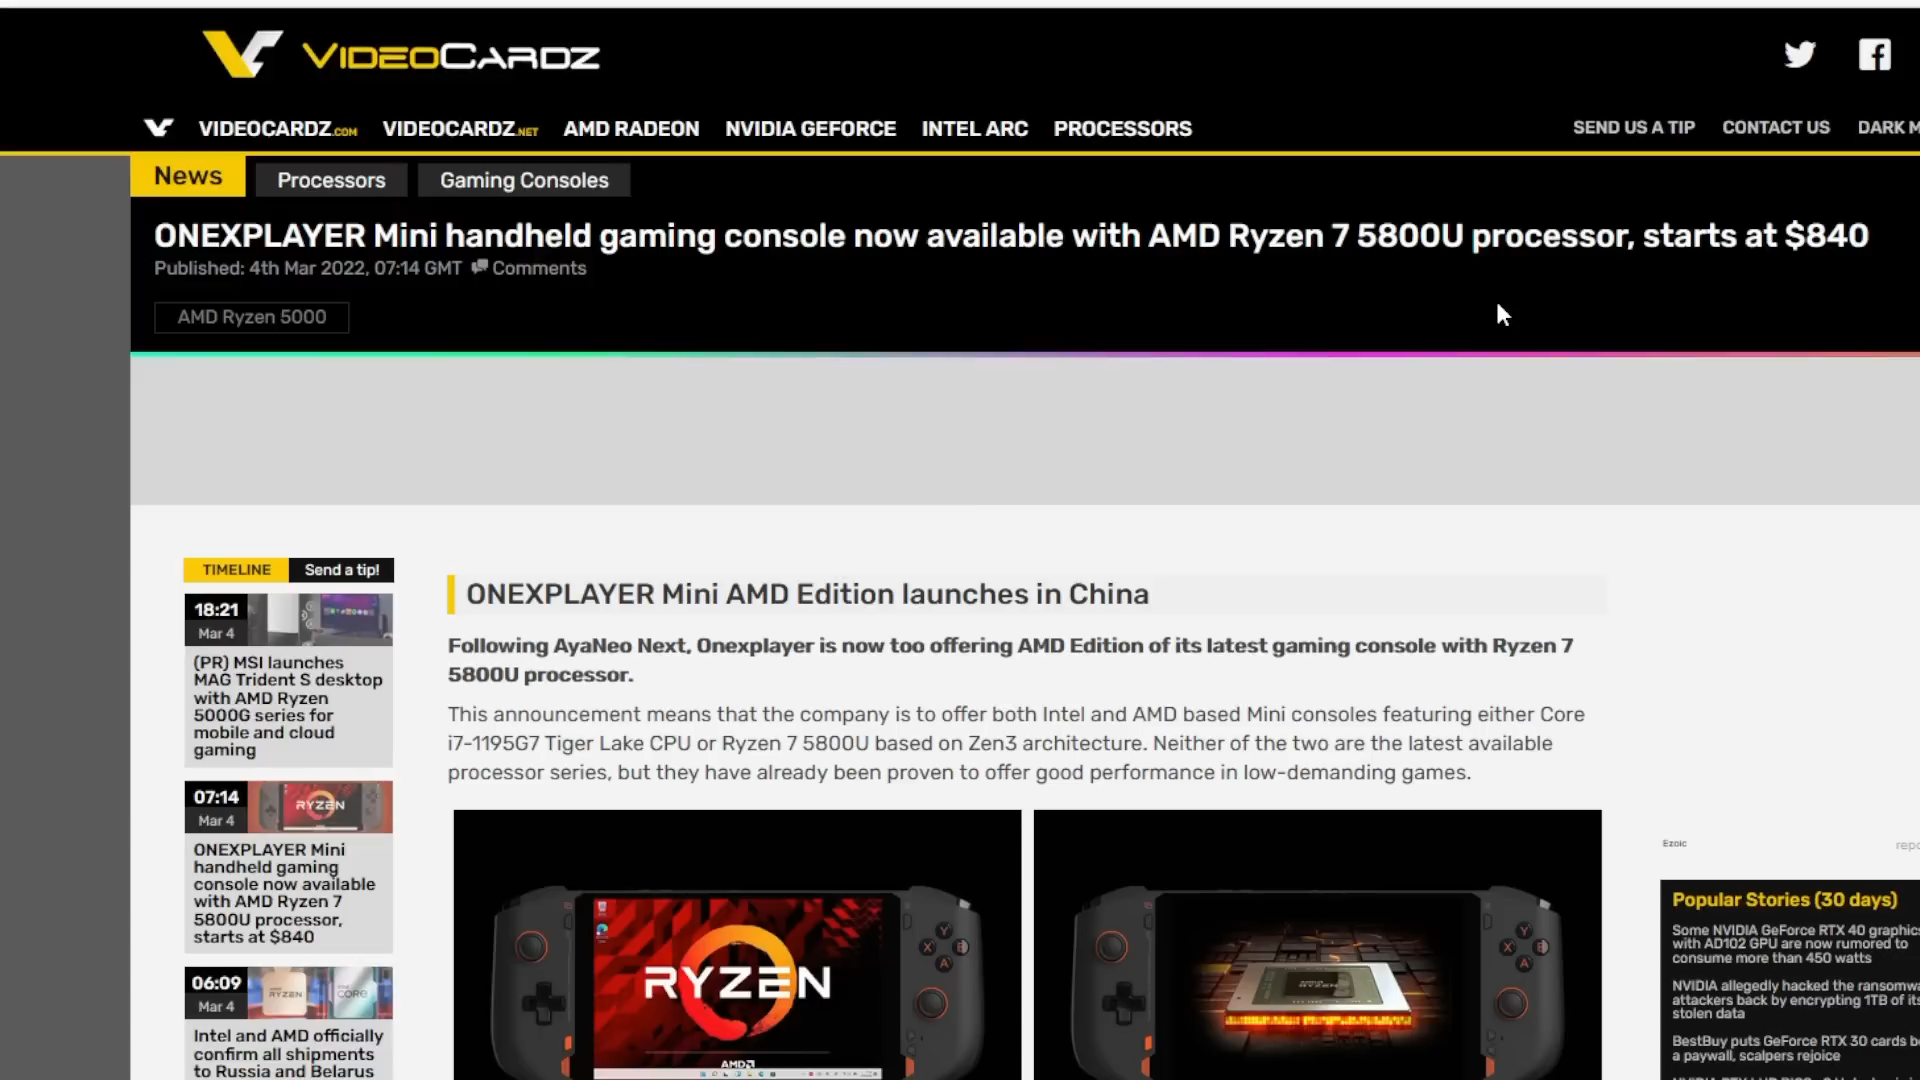 VIDEOCARDZ
VIDEOCARDZ.COM VIDEOCARDZ.NET AMD RADEON NVIDIA GEFORCE INTEL ARC PROCESSORS SEND US A TIP CONTACT US DARK M
News Processors Gaming Consoles
ONEXPLAYER Mini handheld gaming console now available with AMD Ryzen 7 5800U processor, starts at $840
Published: 4th Mar 2022, 07:14 GMT Comments
AMD Ryzen 5000
TIMELINE Send a tip!
18:21
Mar 4
(PR) MSI launches
MAG Trident S desktop
with AMD Ryzen
5000G series for
mobile and cloud
gaming
07:14
Mar 4
RYZEN
ONEXPLAYER Mini
handheld gaming
console now available
with AMD Ryzen 7
5800U processor,
starts at $840
06:09
Mar 4
RYZEN
CORE
Intel and AMD officially
confirm all shipments
to Russia and Belarus
ONEXPLAYER Mini AMD Edition launches in China
Following AyaNeo Next, Onexplayer is now too offering AMD Edition of its latest gaming console with Ryzen 7
5800U processor.
This announcement means that the company is to offer both Intel and AMD based Mini consoles featuring either Core
i7-1195G7 Tiger Lake CPU or Ryzen 7 5800U based on Zen3 architecture. Neither of the two are the latest available
processor series, but they have already been proven to offer good performance in low-demanding games.
RYZEN
AMD
Y
X B
A
RYZEN
Y
X B
A
Ezoic repo
Popular Stories (30 days)
Some NVIDIA GeForce RTX 40 graphics
with AD102 GPU are now rumored to
consume more than 450 watts
NVIDIA allegedly hacked the ransomwa
attackers back by encrypting 1TB of its
stolen data
BestBuy puts GeForce RTX 30 cards be
a paywall, scalpers rejoice